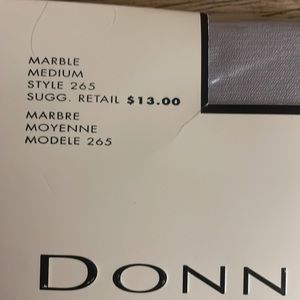 MARBLE
MEDIUM
STYLE 265
SUGG. RETAIL $13.00
MARBRE
MOYENNE
MODELE 265
DONN